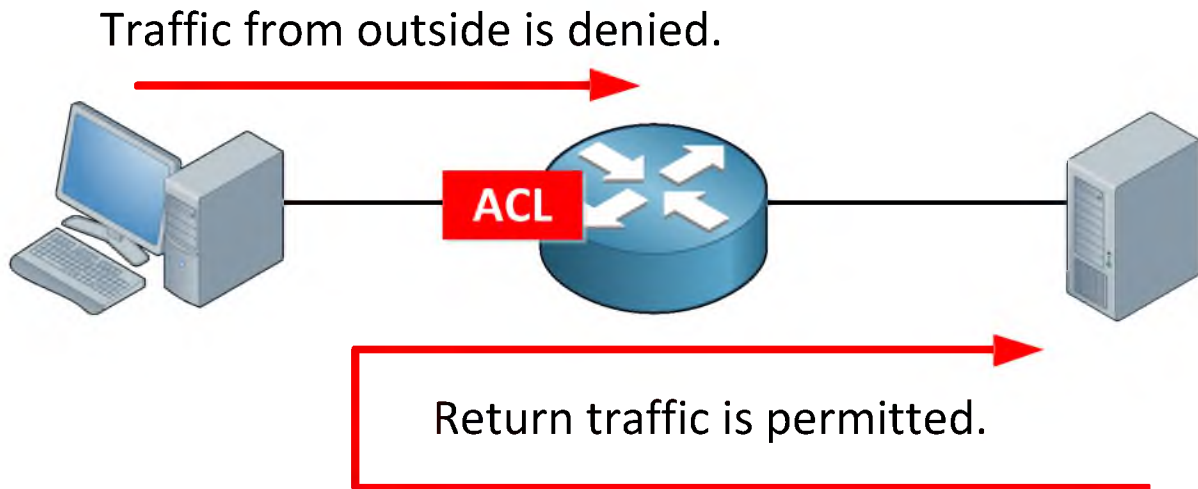 Traffic from outside is denied.
ACL
Return traffic is permitted.